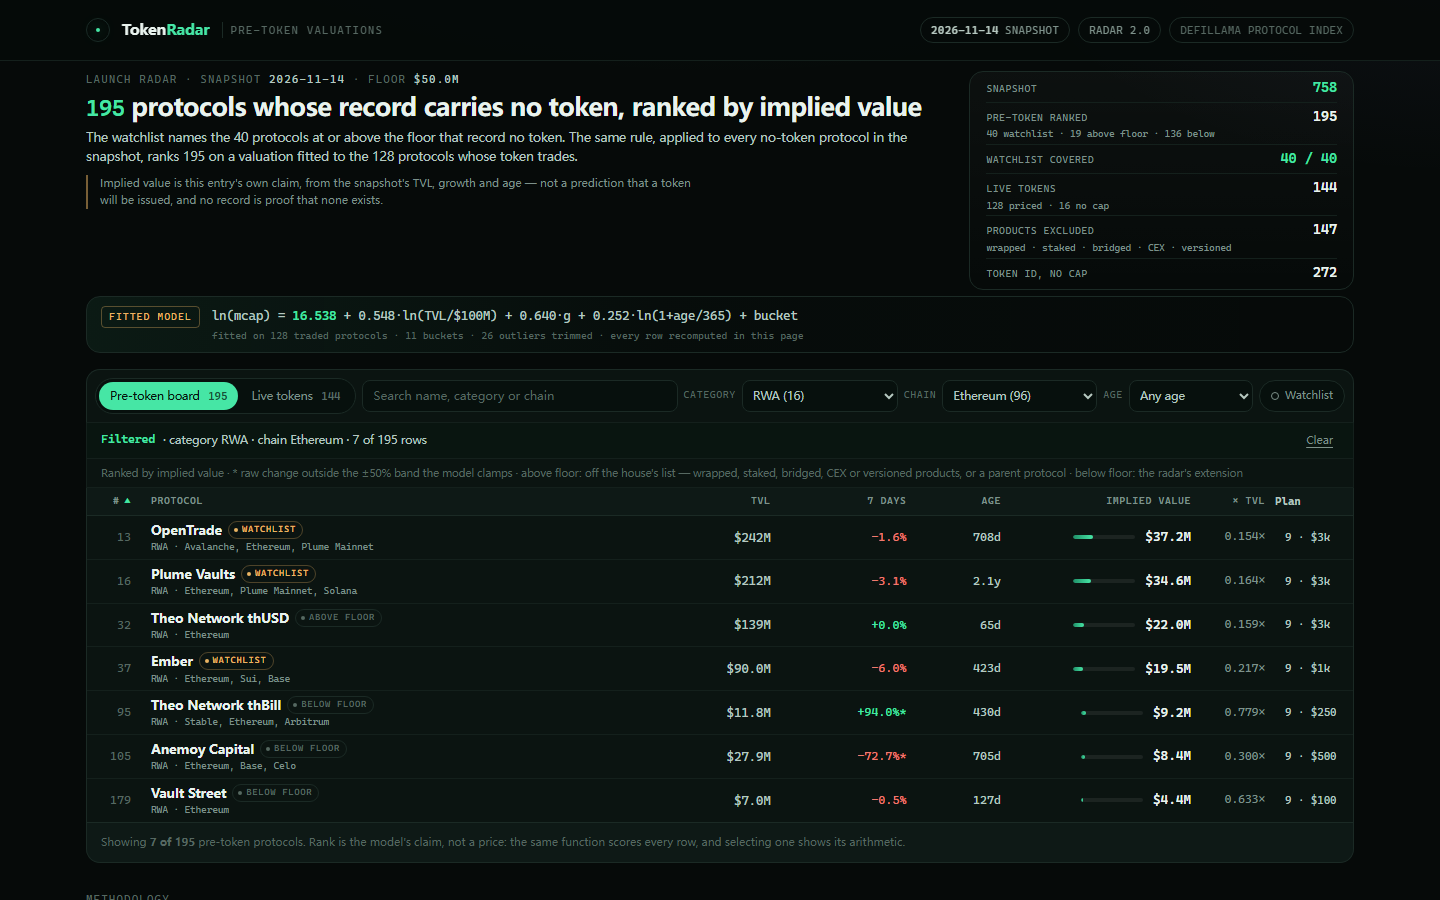 TokenRadar PRE-TOKEN VALUATIONS 2026-11-14 SNAPSHOT RADAR 2.0 DEFILLAMA PROTOCOL INDEX
LAUNCH RADAR · SNAPSHOT 2026-11-14 · FLOOR $50.0M
195 protocols whose record carries no token, ranked by implied value
The watchlist names the 40 protocols at or above the floor that record no token. The same rule, applied to every no-token protocol in the
snapshot, ranks 195 on a valuation fitted to the 128 protocols whose token trades.
Implied value is this entry's own claim, from the snapshot's TVL, growth and age — not a prediction that a token
will be issued, and no record is proof that none exists.
SNAPSHOT 758
PRE-TOKEN RANKED 195
40 watchlist · 19 above floor · 136 below
WATCHLIST COVERED 40 / 40
LIVE TOKENS 144
128 priced · 16 no cap
PRODUCTS EXCLUDED 147
wrapped · staked · bridged · CEX · versioned
TOKEN ID, NO CAP 272
FITTED MODEL ln(mcap) = 16.538 + 0.548·ln(TVL/$100M) + 0.640·g + 0.252·ln(1+age/365) + bucket
fitted on 128 traded protocols · 11 buckets · 26 outliers trimmed · every row recomputed in this page
Pre-token board 195 Live tokens 144 Search name, category or chain CATEGORY RWA (16) CHAIN Ethereum (96) AGE Any age Watchlist
Filtered · category RWA · chain Ethereum · 7 of 195 rows Clear
Ranked by implied value · * raw change outside the ±50% band the model clamps · above floor: off the house's list — wrapped, staked, bridged, CEX or versioned products, or a parent protocol · below floor: the radar's extension
# ▲ PROTOCOL TVL 7 DAYS AGE IMPLIED VALUE × TVL Plan
13 OpenTrade WATCHLIST $242M −1.6% 708d $37.2M 0.154× 9 · $3k
RWA · Avalanche, Ethereum, Plume Mainnet
16 Plume Vaults WATCHLIST $212M −3.1% 2.1y $34.6M 0.164× 9 · $3k
RWA · Ethereum, Plume Mainnet, Solana
32 Theo Network thUSD ABOVE FLOOR $139M +0.0% 65d $22.0M 0.159× 9 · $3k
RWA · Ethereum
37 Ember WATCHLIST $90.0M −6.0% 423d $19.5M 0.217× 9 · $1k
RWA · Ethereum, Sui, Base
95 Theo Network thBill BELOW FLOOR $11.8M +94.0%* 430d $9.2M 0.779× 9 · $250
RWA · Stable, Ethereum, Arbitrum
105 Anemoy Capital BELOW FLOOR $27.9M −72.7%* 705d $8.4M 0.300× 9 · $500
RWA · Ethereum, Base, Celo
179 Vault Street BELOW FLOOR $7.0M −0.5% 127d $4.4M 0.633× 9 · $100
RWA · Ethereum
Showing 7 of 195 pre-token protocols. Rank is the model's claim, not a price: the same function scores every row, and selecting one shows its arithmetic.
METHODOLOGY